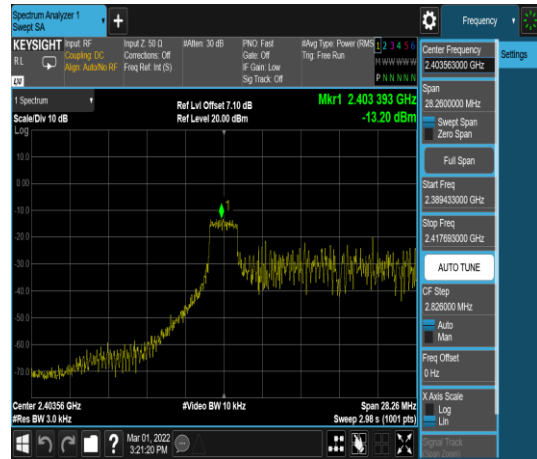 Spectrum Analyzer 1
Swept SA
+
Frequency
KEYSIGHT
R L
LXI
Input: RF
Coupling: DC
Align: Auto/No RF
Input Z: 50 Ω
Corrections: Off
Freq Ref: Int (S)
#Atten: 30 dB
PNO: Fast
Gate: Off
IF Gain: Low
Sig Track: Off
#Avg Type: Power (RMS
Trig: Free Run
1 2 3 4 5 6
M W W W W W
P N N N N N
Center Frequency
2.403563000 GHz
Settings
Span
28.2600000 MHz
Swept Span
Zero Span
Full Span
Start Freq
2.389433000 GHz
Stop Freq
2.417693000 GHz
AUTO TUNE
CF Step
2.826000 MHz
Auto
Man
Freq Offset
0 Hz
X Axis Scale
Log
Lin
Signal Track
(Span Zoom)
1 Spectrum
Scale/Div 10 dB
Log
Ref Lvl Offset 7.10 dB
Ref Level 20.00 dBm
Mkr1 2.403 393 GHz
-13.20 dBm
10.0
0.00
-10.0
-20.0
-30.0
-40.0
-50.0
-60.0
-70.0
1
Center 2.40356 GHz
#Res BW 3.0 kHz
#Video BW 10 kHz
Span 28.26 MHz
Sweep 2.98 s (1001 pts)
?
Mar 01, 2022
3:21:20 PM